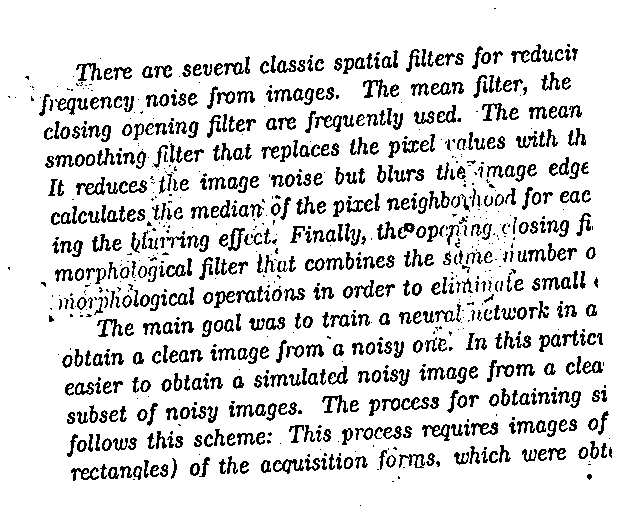 There are several classic spatial filters for reducin
frequency noise from images. The mean filter, the
closing opening filter are frequently used. The mean
smoothing filter that replaces the pixel values with th
It reduces the image noise but blurs the image edge
calculates the median of the pixel neighborhood for eac
ing the blurring effect. Finally, the opening closing fi
morphological filter that combines the same number o
morphological operations in order to eliminate small
The main goal was to train a neural network in a
obtain a clean image from a noisy one. In this particu
easier to obtain a simulated noisy image from a clea
subset of noisy images. The process for obtaining si
follows this scheme: This process requires images of
rectangles) of the acquisition forms, which were obt